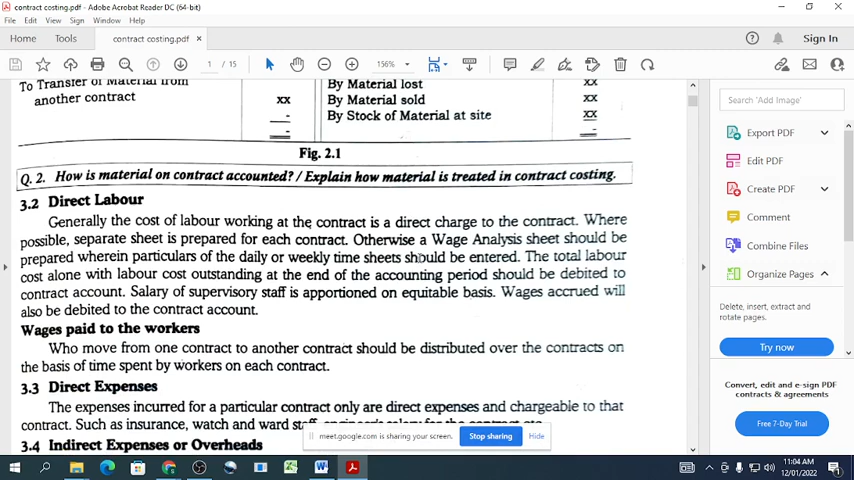 contract costing.pdf - Adobe Acrobat Reader DC (64-bit)
File Edit View Sign Window Help
Home Tools contract costing.pdf × Sign In
1 / 15 156%
To Transfer of Material from
another contract xx
-
-
By Material lost xx
By Material sold xx
By Stock of Material at site xx
-
Fig. 2.1
Q. 2. How is material on contract accounted? / Explain how material is treated in contract costing.
3.2 Direct Labour
Generally the cost of labour working at the contract is a direct charge to the contract. Where
possible, separate sheet is prepared for each contract. Otherwise a Wage Analysis sheet should be
prepared wherein particulars of the daily or weekly time sheets should be entered. The total labour
cost alone with labour cost outstanding at the end of the accounting period should be debited to
contract account. Salary of supervisory staff is apportioned on equitable basis. Wages accrued will
also be debited to the contract account.
Wages paid to the workers
Who move from one contract to another contract should be distributed over the contracts on
the basis of time spent by workers on each contract.
3.3 Direct Expenses
The expenses incurred for a particular contract only are direct expenses and chargeable to that
contract. Such as insurance, watch and ward staff, engineer's salary for the contract etc.
3.4 Indirect Expenses or Overheads
meet.google.com is sharing your screen. Stop sharing Hide
Search 'Add Image'
Export PDF
Edit PDF
Create PDF
Comment
Combine Files
Organize Pages
Delete, insert, extract and
rotate pages.
Try now
Convert, edit and e-sign PDF
forms & agreements
Free 7-Day Trial
11:04 AM
12/01/2022